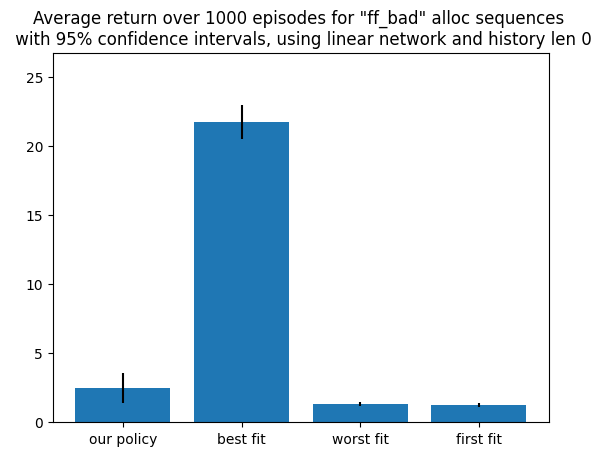 Average return over 1000 episodes for "ff_bad" alloc sequences
with 95% confidence intervals, using linear network and history len 0
25
20
15
10
5
0
our policy best fit worst fit first fit